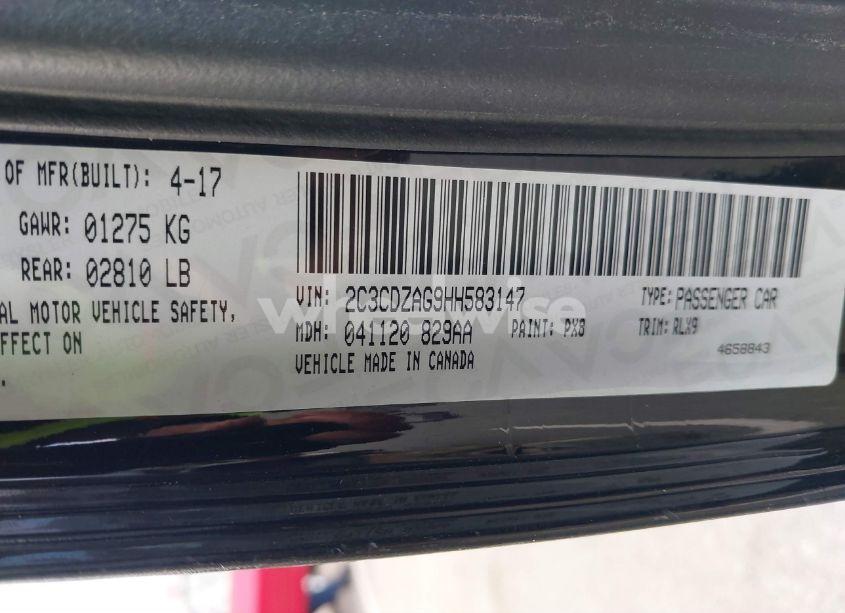 OF MFR(BUILT): 4-17
GAWR: 01275 KG
REAR: 02810 LB
AL MOTOR VEHICLE SAFETY,
FFECT ON
VIN: 2C3CDZAG9HH583147
TYPE: PASSENGER CAR
MDH: 041120 829AA
PAINT: PX8
TRIM: RLX9
VEHICLE MADE IN CANADA
4658843
wheelwise